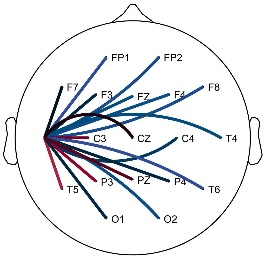 FP1 FP2
F7 F3 FZ F4 F8
C3 CZ C4 T4
T5 P3 PZ P4 T6
O1 O2